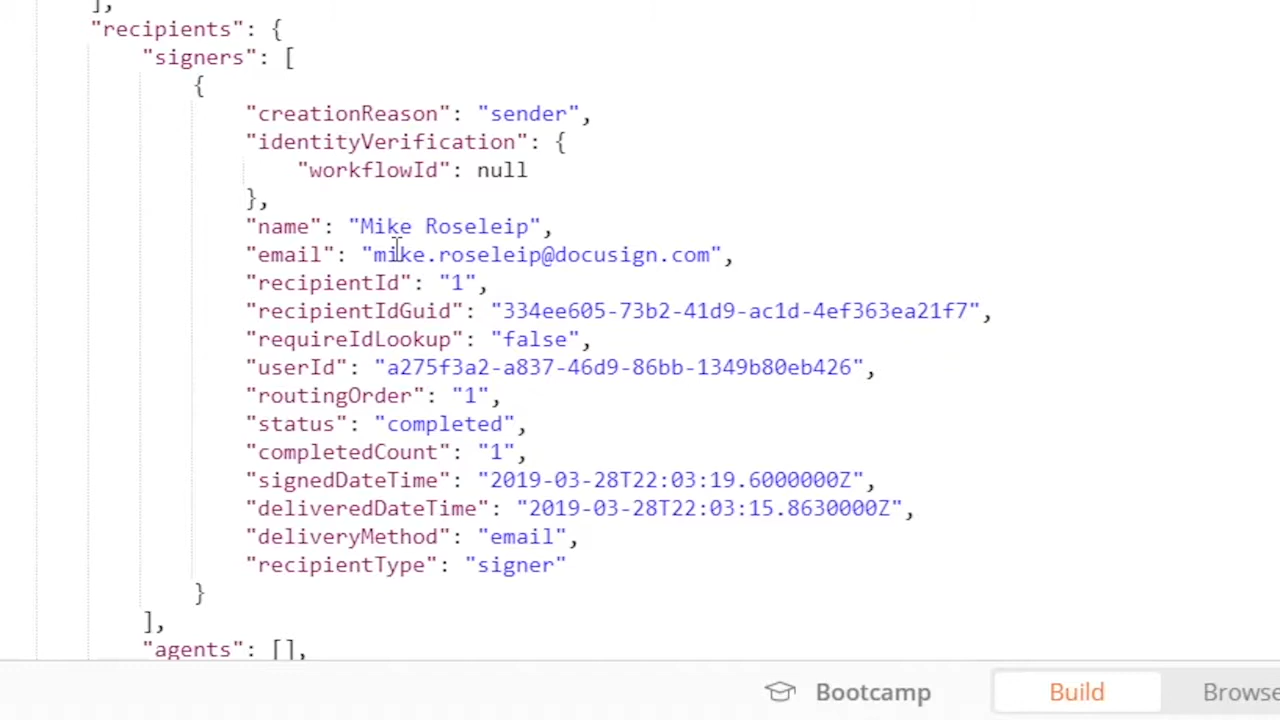 ],
"recipients": {
"signers": [
{
"creationReason": "sender",
"identityVerification": {
"workflowId": null
},
"name": "Mike Roseleip",
"email": "mike.roseleip@docusign.com",
"recipientId": "1",
"recipientIdGuid": "334ee605-73b2-41d9-ac1d-4ef363ea21f7",
"requireIdLookup": "false",
"userId": "a275f3a2-a837-46d9-86bb-1349b80eb426",
"routingOrder": "1",
"status": "completed",
"completedCount": "1",
"signedDateTime": "2019-03-28T22:03:19.6000000Z",
"deliveredDateTime": "2019-03-28T22:03:15.8630000Z",
"deliveryMethod": "email",
"recipientType": "signer"
}
],
"agents": [],
Bootcamp Build Browse